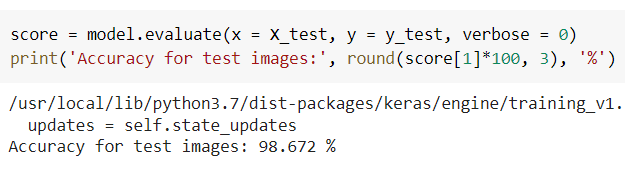 score = model.evaluate(x = X_test, y = y_test, verbose = 0)
print('Accuracy for test images:', round(score[1]*100, 3), '%')
/usr/local/lib/python3.7/dist-packages/keras/engine/training_v1.
updates = self.state_updates
Accuracy for test images: 98.672 %